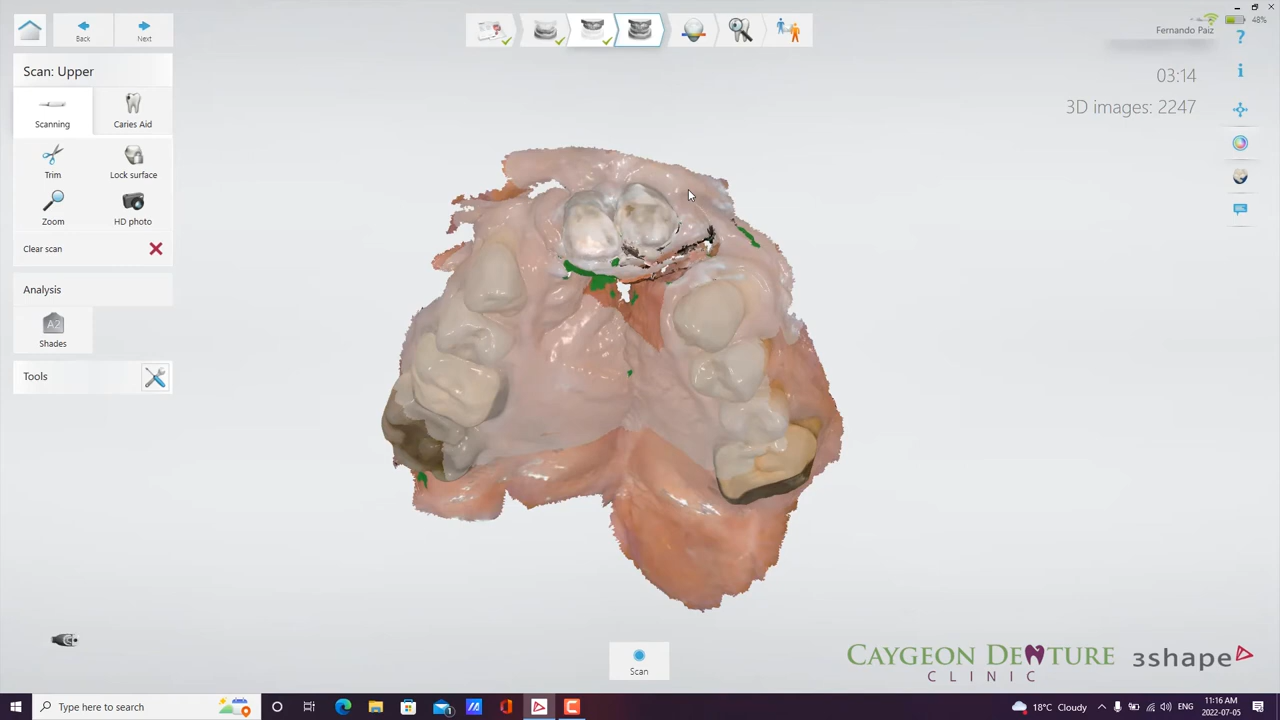 48%
Fernando Paiz
Back
Next
Scan: Upper
03:14
3D images: 2247
Scanning
Caries Aid
Trim
Lock surface
Zoom
HD photo
Clear scan
Analysis
A2
Shades
Tools
Scan
CAYGEON DENTURE
CLINIC
3shape
Type here to search
18°C Cloudy
ENG
11:16 AM
2022-07-05